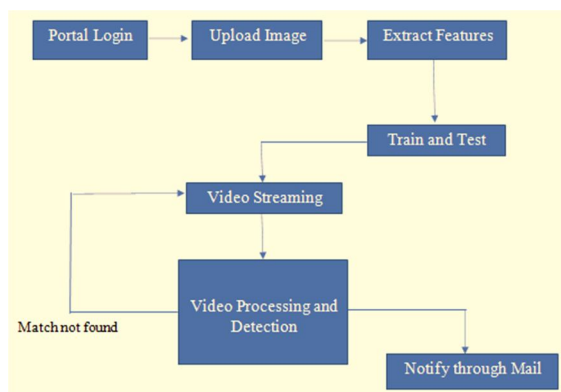 Portal Login
Upload Image
Extract Features
Train and Test
Video Streaming
Video Processing and
Detection
Match not found
Notify through Mail